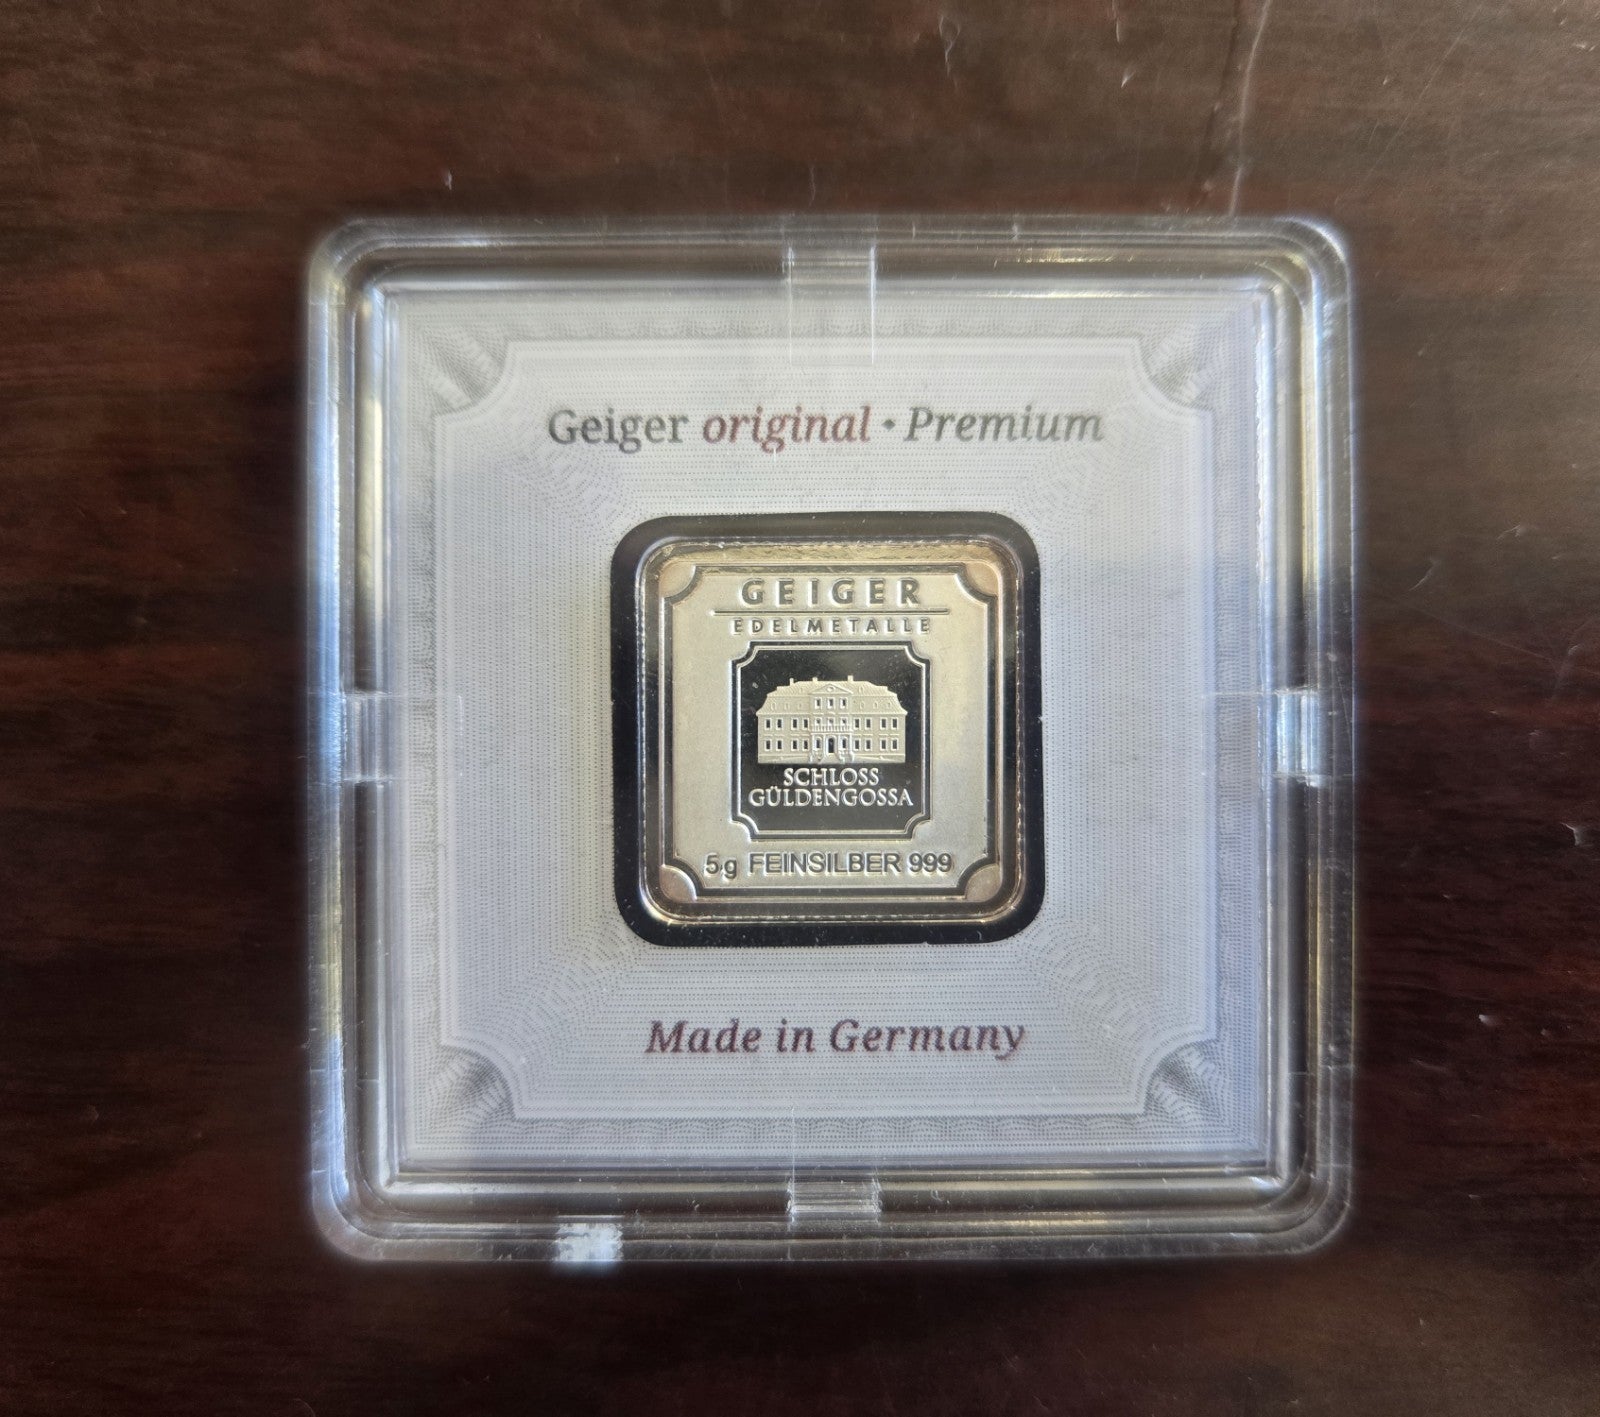 Geiger original • Premium
GEIGER
EDELMETALLE
SCHLOSS
GÜLDENGOSSA
5g FEINSILBER 999
Made in Germany